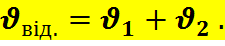 𝝑від. = 𝝑₁ + 𝝑₂ .